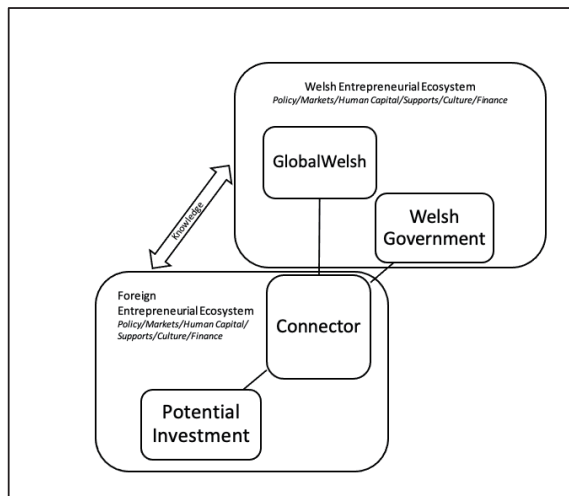 Welsh Entrepreneurial Ecosystem
Policy/Markets/Human Capital/Supports/Culture/Finance
GlobalWelsh
Welsh
Government
Knowledge
Foreign
Entrepreneurial Ecosystem
Policy/Markets/Human Capital/
Supports/Culture/Finance
Connector
Potential
Investment